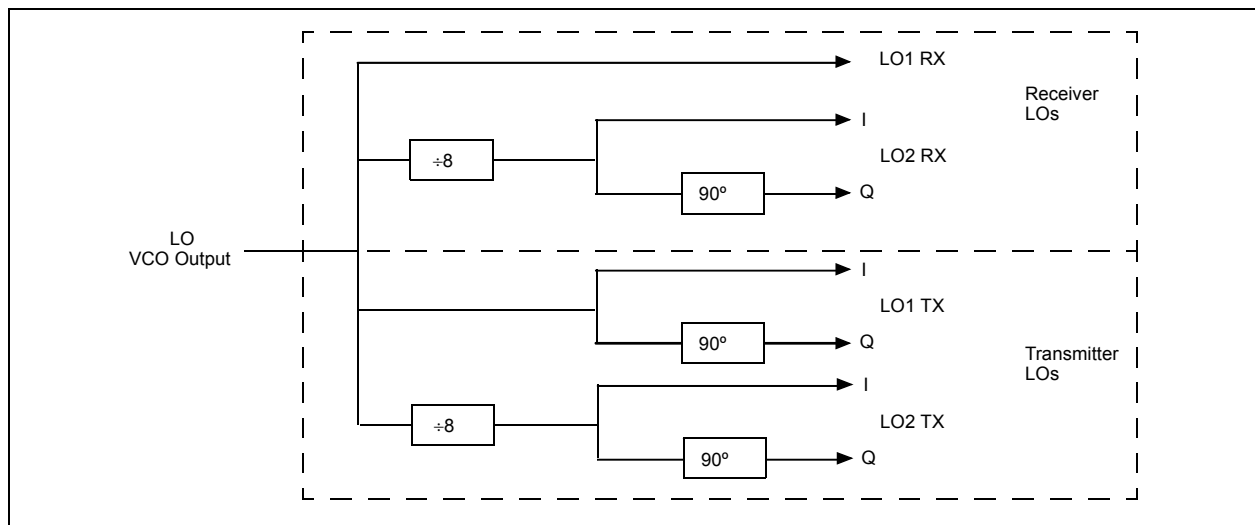 LO1 RX
Receiver
LOs
I
÷8
LO2 RX
90º
Q
LO
VCO Output
I
LO1 TX
90º
Q
Transmitter
LOs
I
÷8
LO2 TX
90º
Q